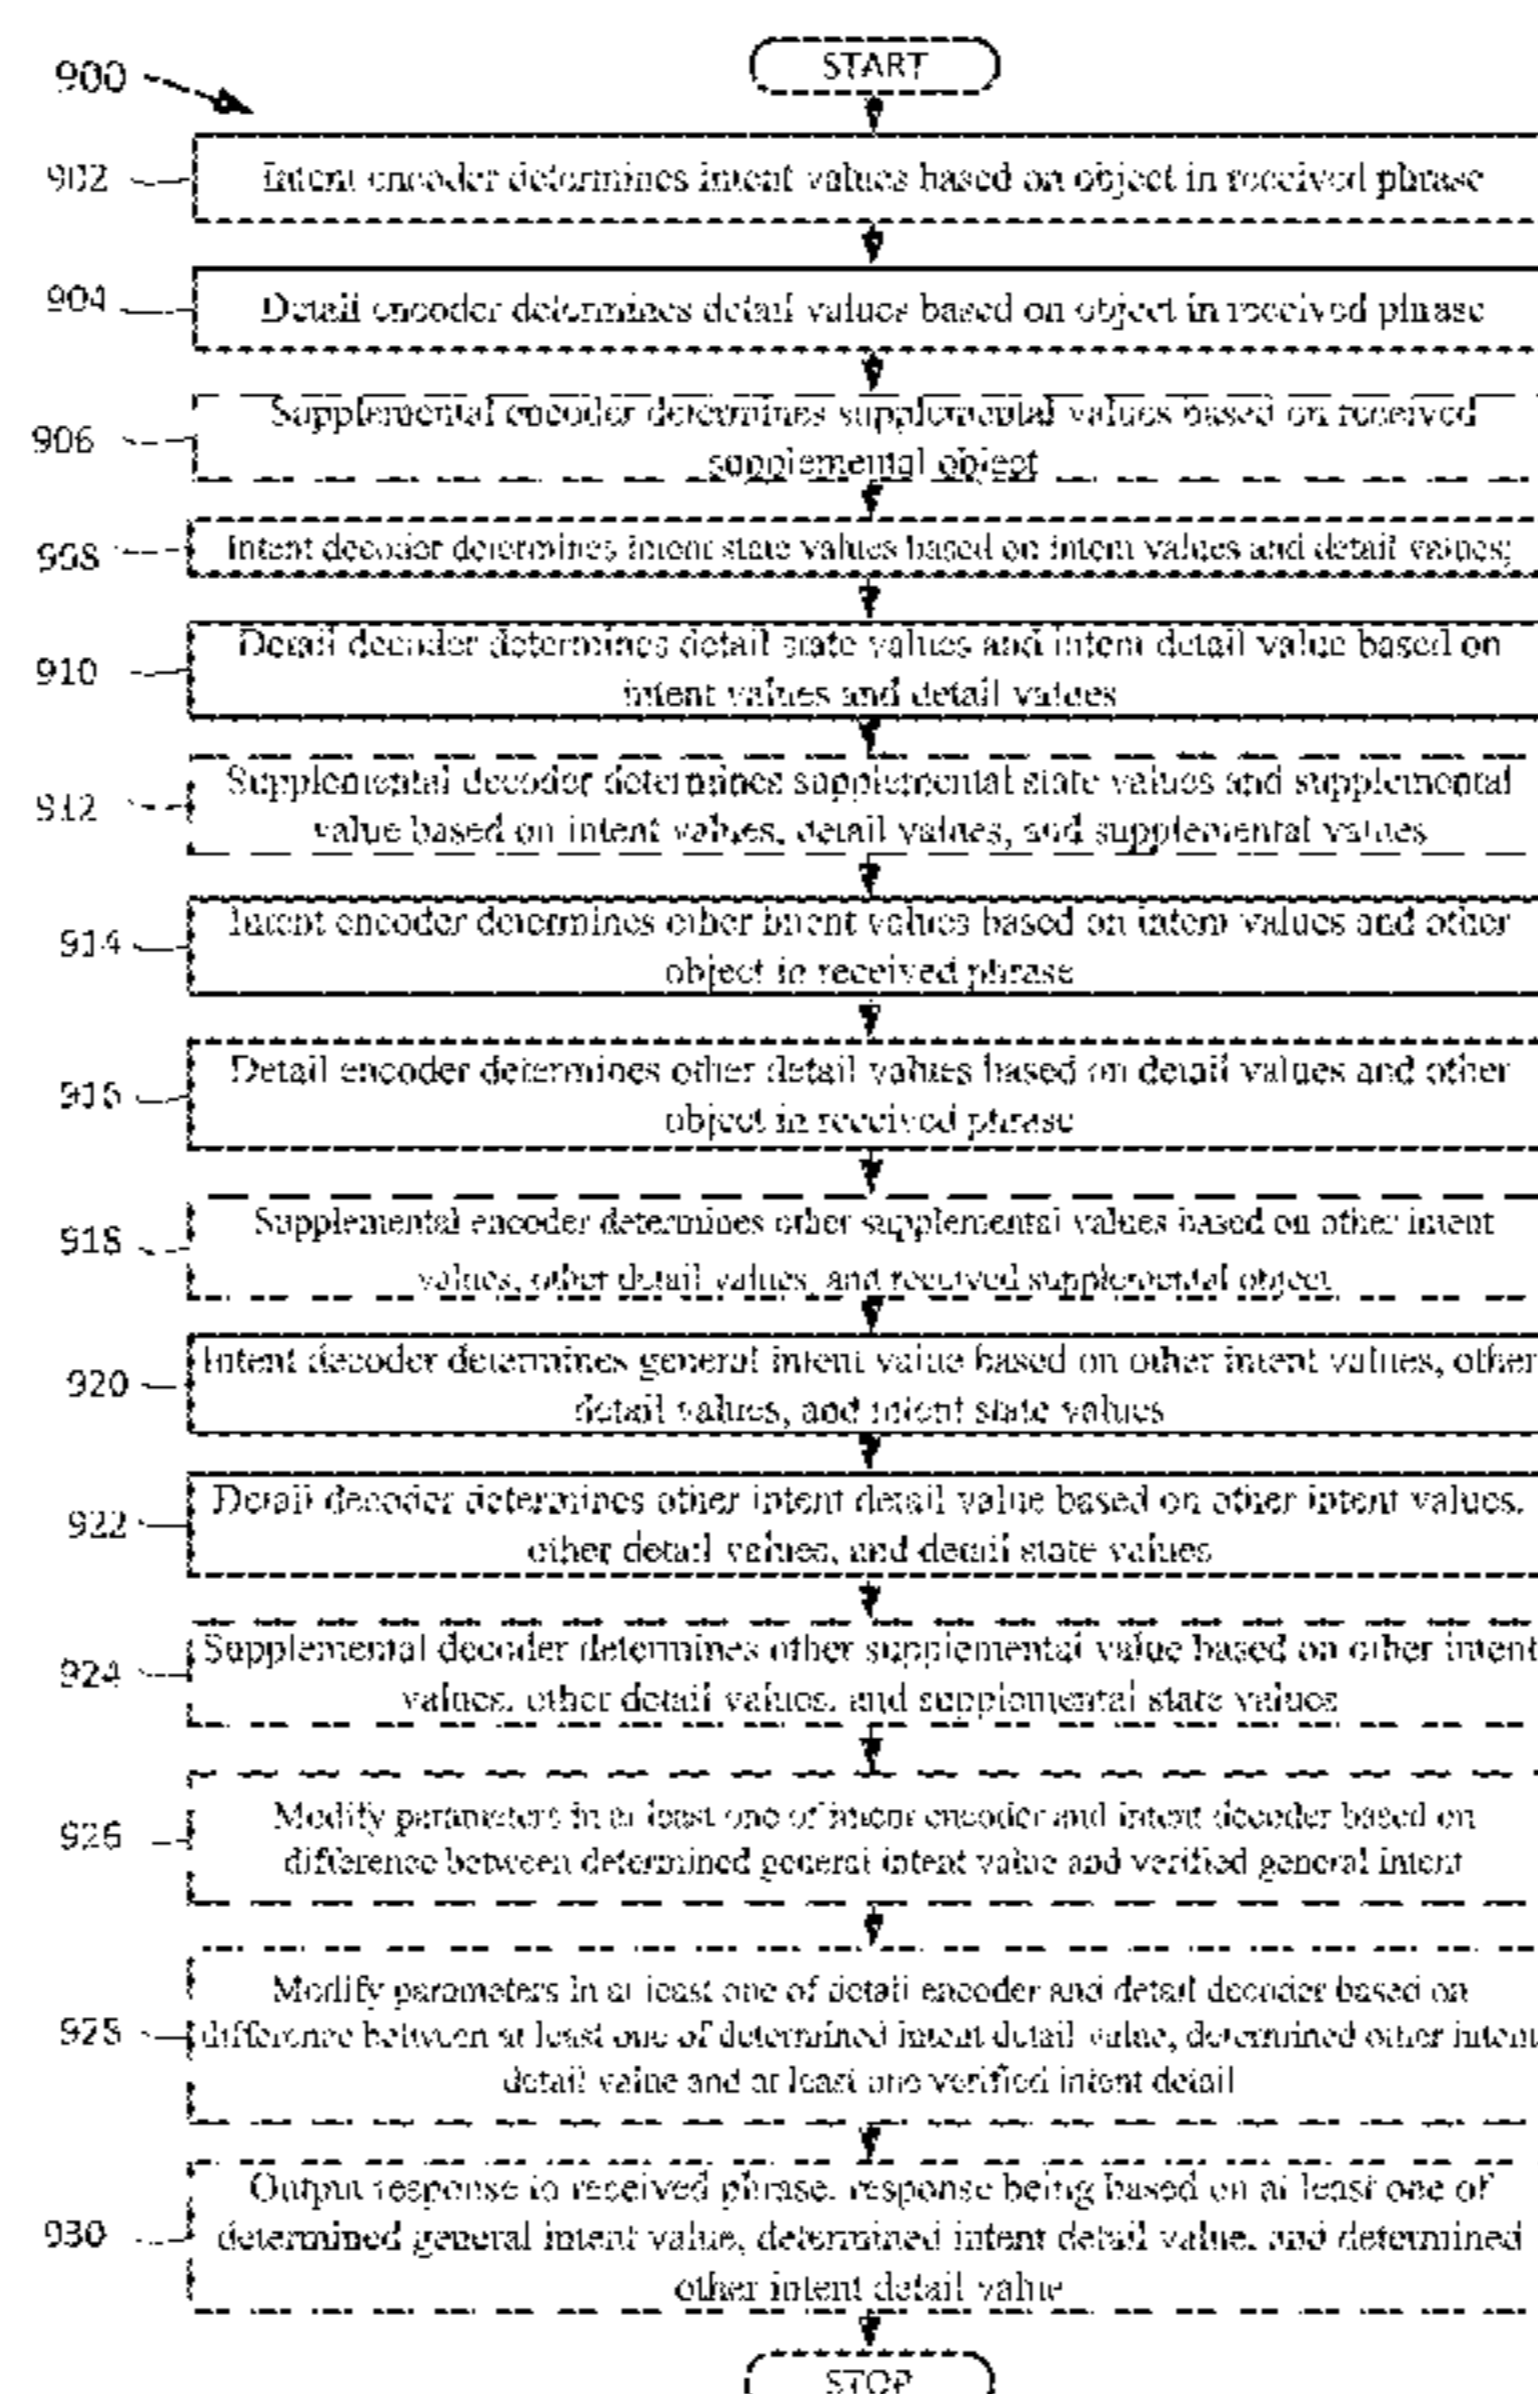 START
900
902
Intent encoder determines intent values based on object in received phrase
904
Detail encoder determines detail values based on object in received phrase
906
Supplemental encoder determines supplemental values based on received
supplemental object
908
Intent decoder determines intent state values based on intent values and detail values;
910
Detail decoder determines detail state values and intent detail value based on
intent values and detail values
912
Supplemental decoder determines supplemental state values and supplemental
value based on intent values, detail values, and supplemental values
914
Intent encoder determines other intent values based on intent values and other
object in received phrase
916
Detail encoder determines other detail values based on detail values and other
object in received phrase
918
Supplemental encoder determines other supplemental values based on other intent
values, other detail values, and received supplemental object
920
Intent decoder determines general intent value based on other intent values, other
detail values, and intent state values
922
Detail decoder determines other intent detail value based on other intent values,
other detail values, and detail state values
924
Supplemental decoder determines other supplemental value based on other intent
values, other detail values, and supplemental state values
926
Modify parameters in at least one of intent encoder and intent decoder based on
difference between determined general intent value and verified general intent
928
Modify parameters in at least one of detail encoder and detail decoder based on
difference between at least one of determined intent detail value, determined other intent
detail value and at least one verified intent detail
930
Output response to received phrase, response being based on at least one of
determined general intent value, determined intent detail value, and determined
other intent detail value
STOP